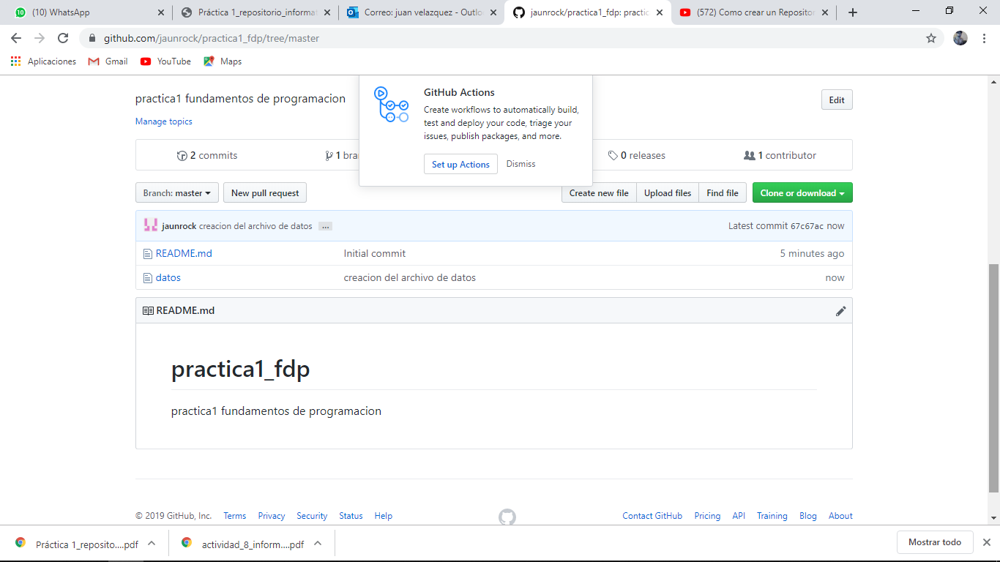 (10) WhatsApp
Práctica 1_repositorio_informat
Correo: juan velazquez - Outlo
jaunrock/practica1_fdp: practic
(572) Como crear un Repositor
github.com/jaunrock/practica1_fdp/tree/master
Aplicaciones Gmail YouTube Maps
practica1 fundamentos de programacion
Edit
Manage topics
GitHub Actions
Create workflows to automatically build,
test and deploy your code, triage your
issues, publish packages, and more.
Set up Actions Dismiss
2 commits 1 bra 0 releases 1 contributor
Branch: master New pull request Create new file Upload files Find file Clone or download
jaunrock creacion del archivo de datos ... Latest commit 67c67ac now
README.md Initial commit 5 minutes ago
datos creacion del archivo de datos now
README.md
practica1_fdp
practica1 fundamentos de programacion
© 2019 GitHub, Inc. Terms Privacy Security Status Help Contact GitHub Pricing API Training Blog About
Práctica 1_reposito....pdf actividad_8_inform....pdf Mostrar todo